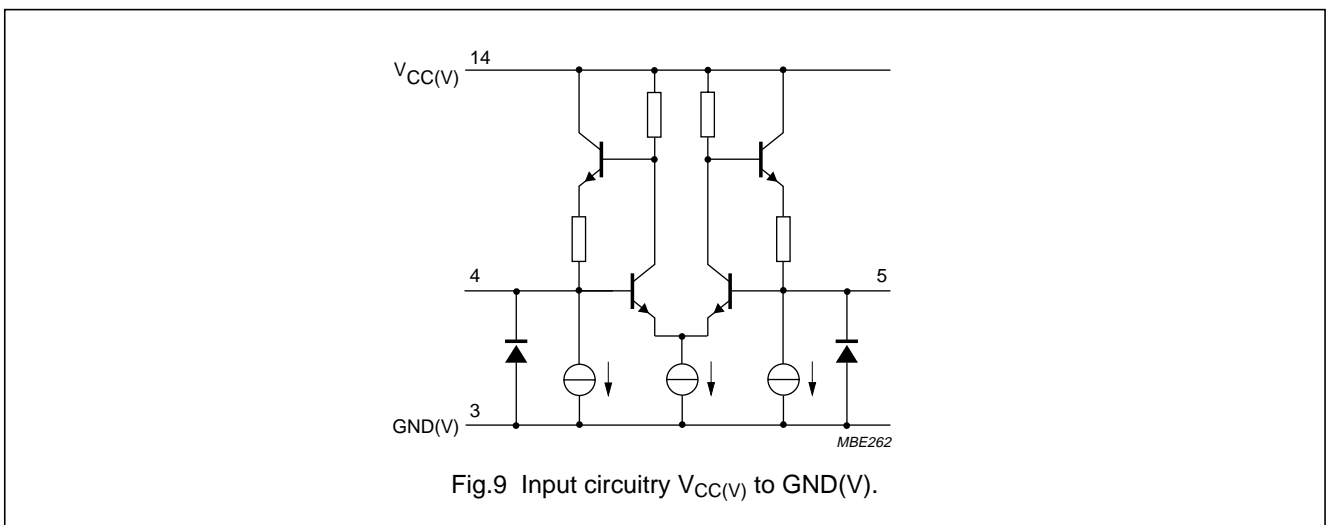 14
VCC(V)
4
5
3
GND(V)
MBE262
Fig.9 Input circuitry VCC(V) to GND(V).